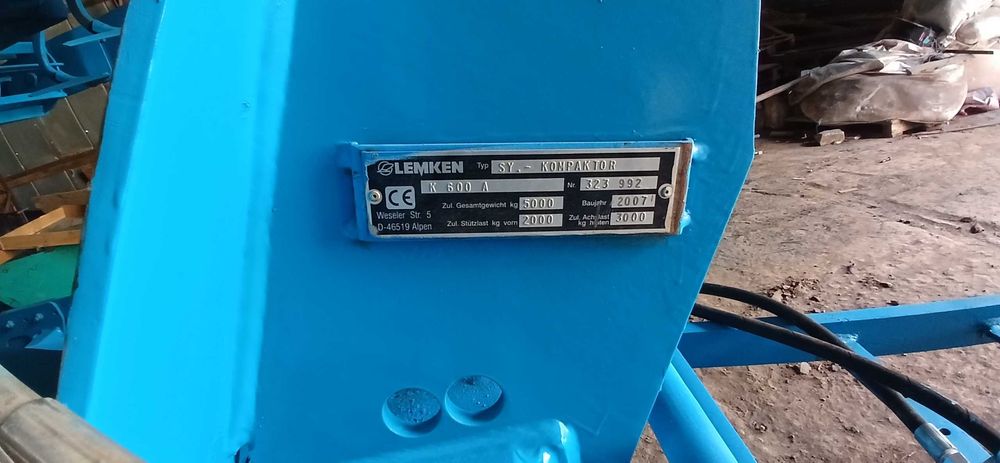 LEMKEN Typ SY.- KOMPAKTOR
K 600 A Nr. 323 992
CE Zul. Gesamtgewicht kg 5000 Baujahr 2007
Weseler Str. 5
D-46519 Alpen Zul. Stützlast kg vorn 2000 Zul. Achslast kg hinten 3000